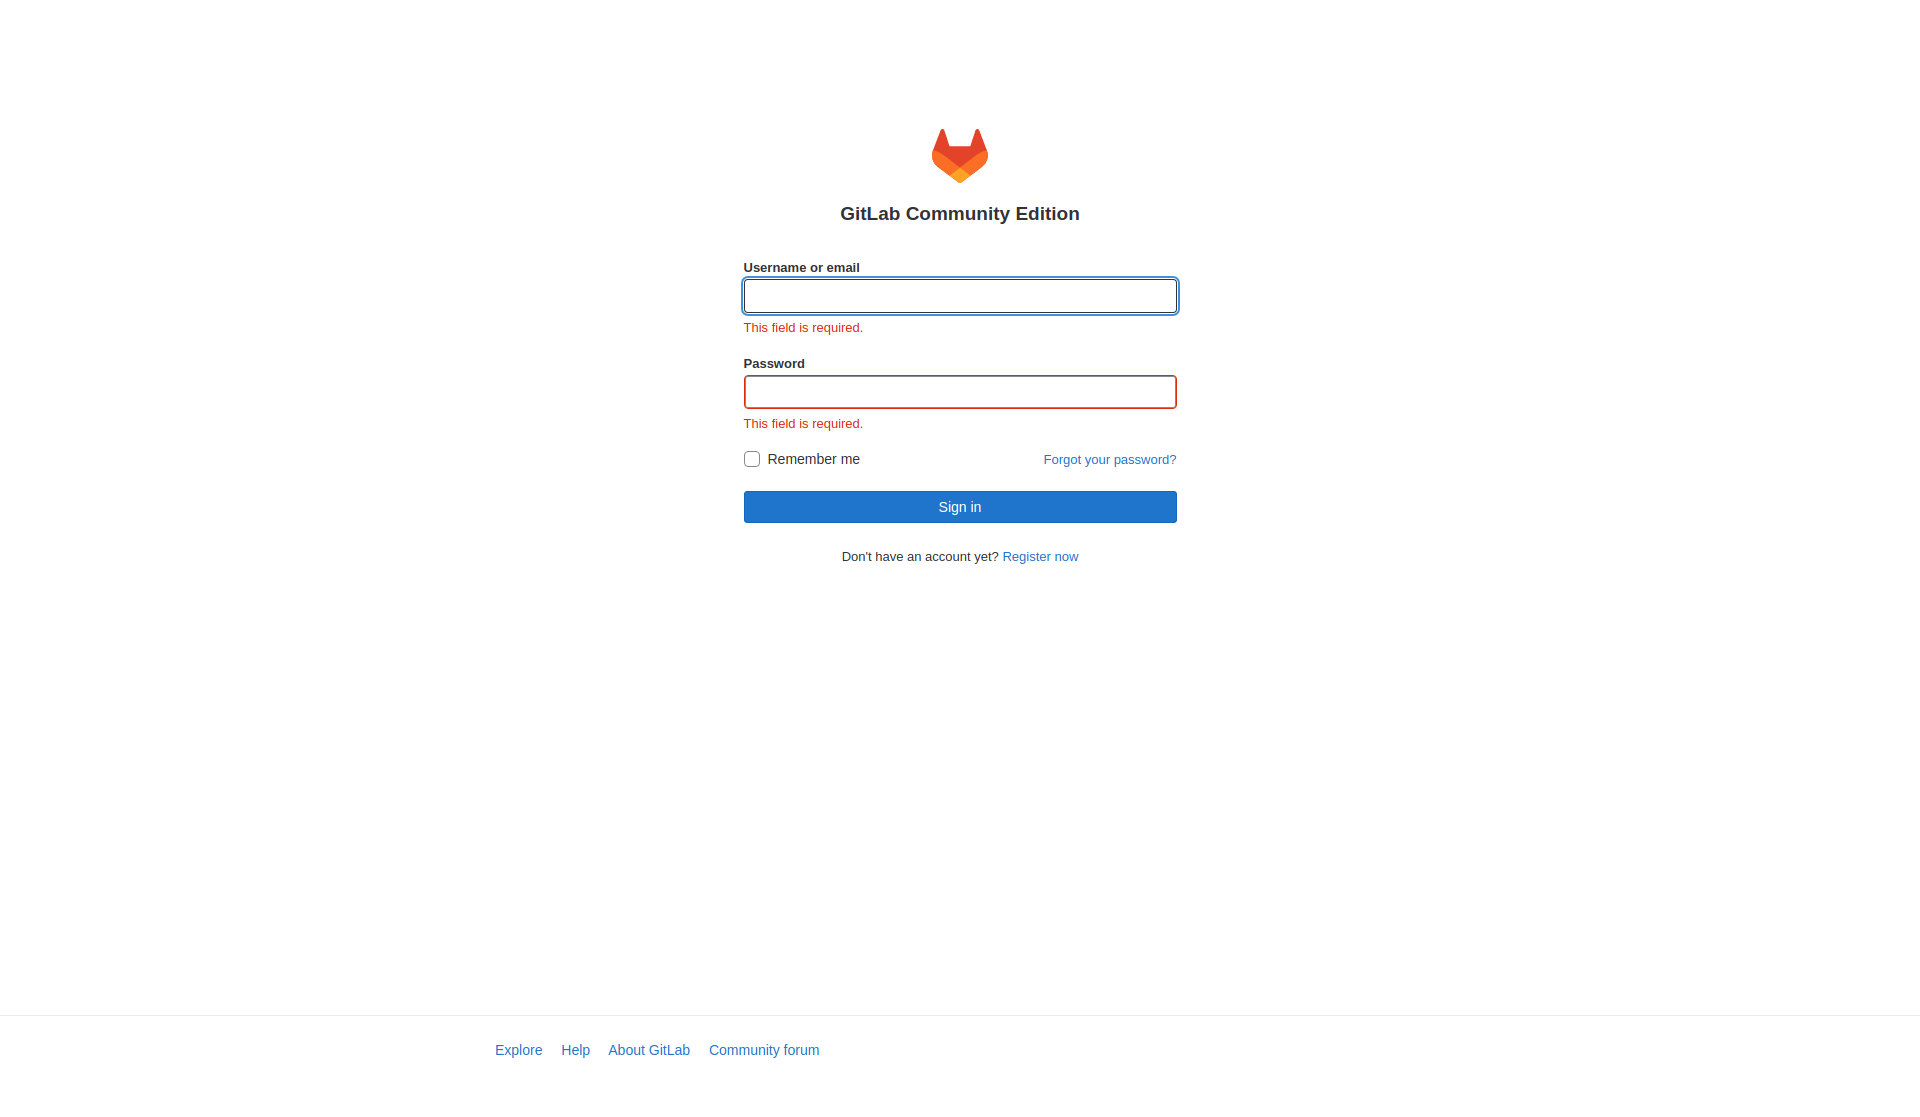 GitLab Community Edition
Username or email
This field is required.
Password
This field is required.
Remember me Forgot your password?
Sign in
Don't have an account yet? Register now
Explore Help About GitLab Community forum